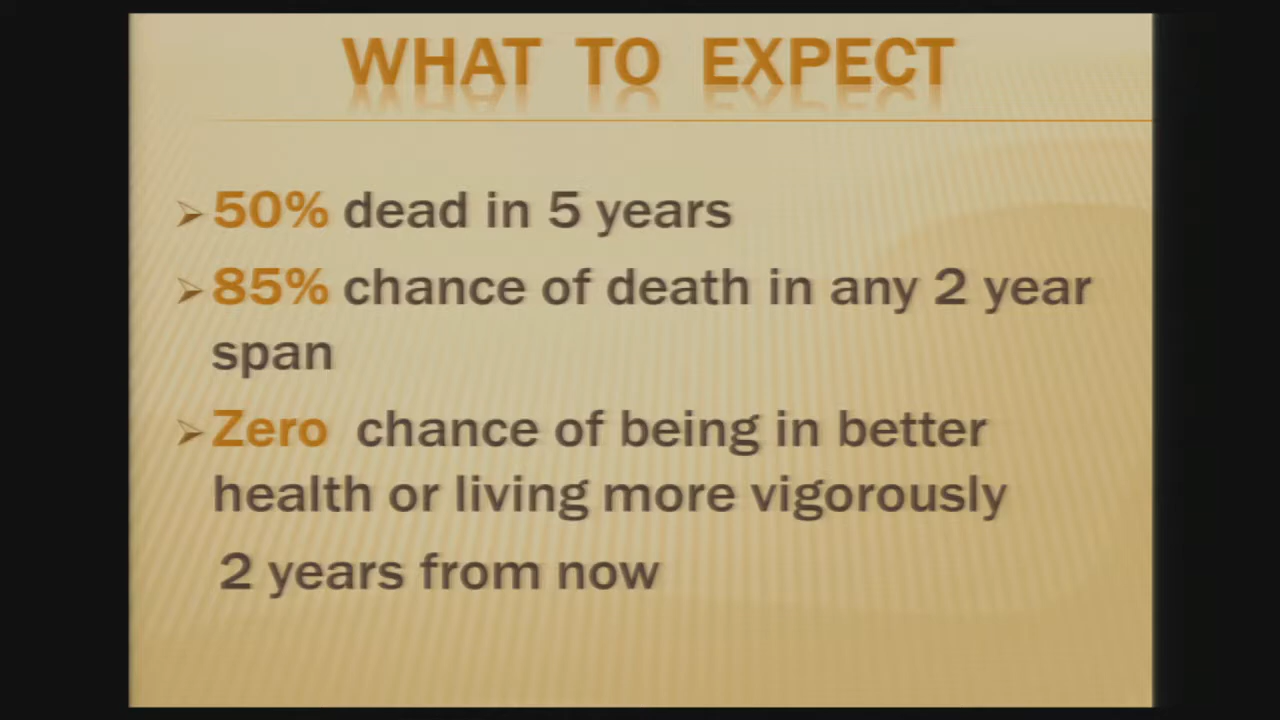 WHAT TO EXPECT
50% dead in 5 years
85% chance of death in any 2 year
span
Zero chance of being in better
health or living more vigorously
2 years from now